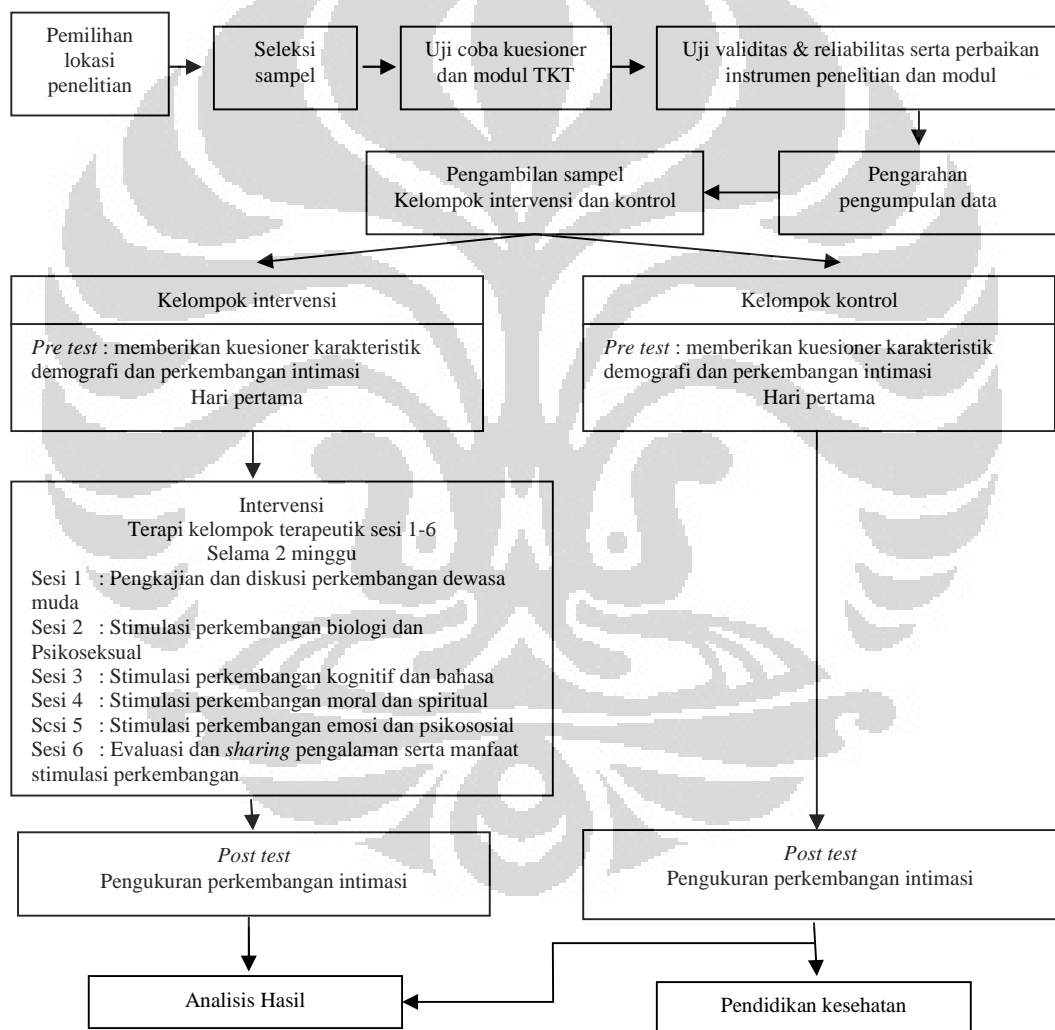 Pemilihan
lokasi
penelitian
Seleksi
sampel
Uji coba kuesioner
dan modul TKT
Uji validitas & reliabilitas serta perbaikan
instrumen penelitian dan modul
Pengambilan sampel
Kelompok intervensi dan kontrol
Pengarahan
pengumpulan data
Kelompok intervensi
Pre test : memberikan kuesioner karakteristik
demografi dan perkembangan intimasi
Hari pertama
Kelompok kontrol
Pre test : memberikan kuesioner karakteristik
demografi dan perkembangan intimasi
Hari pertama
Intervensi
Terapi kelompok terapeutik sesi 1-6
Selama 2 minggu
Sesi 1 : Pengkajian dan diskusi perkembangan dewasa
muda
Sesi 2 : Stimulasi perkembangan biologi dan
Psikoseksual
Sesi 3 : Stimulasi perkembangan kognitif dan bahasa
Sesi 4 : Stimulasi perkembangan moral dan spiritual
Scsi 5 : Stimulasi perkembangan emosi dan psikososial
Sesi 6 : Evaluasi dan sharing pengalaman serta manfaat
stimulasi perkembangan
Post test
Pengukuran perkembangan intimasi
Post test
Pengukuran perkembangan intimasi
Analisis Hasil
Pendidikan kesehatan